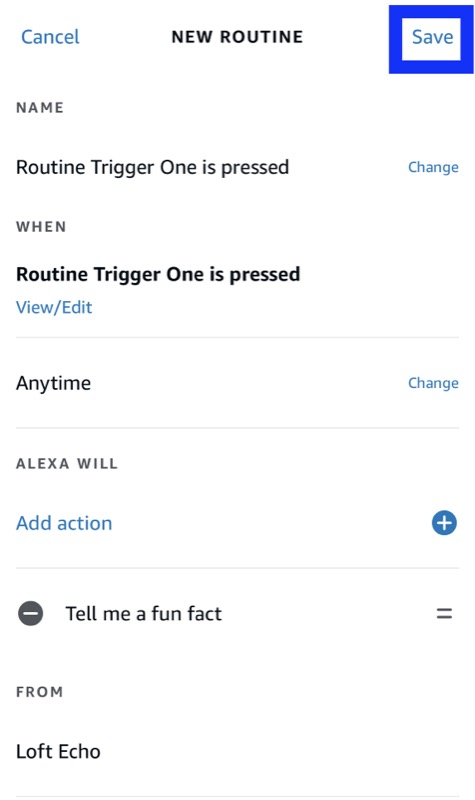 Cancel NEW ROUTINE Save
NAME
Routine Trigger One is pressed Change
WHEN
Routine Trigger One is pressed
View/Edit
Anytime Change
ALEXA WILL
Add action
Tell me a fun fact
FROM
Loft Echo